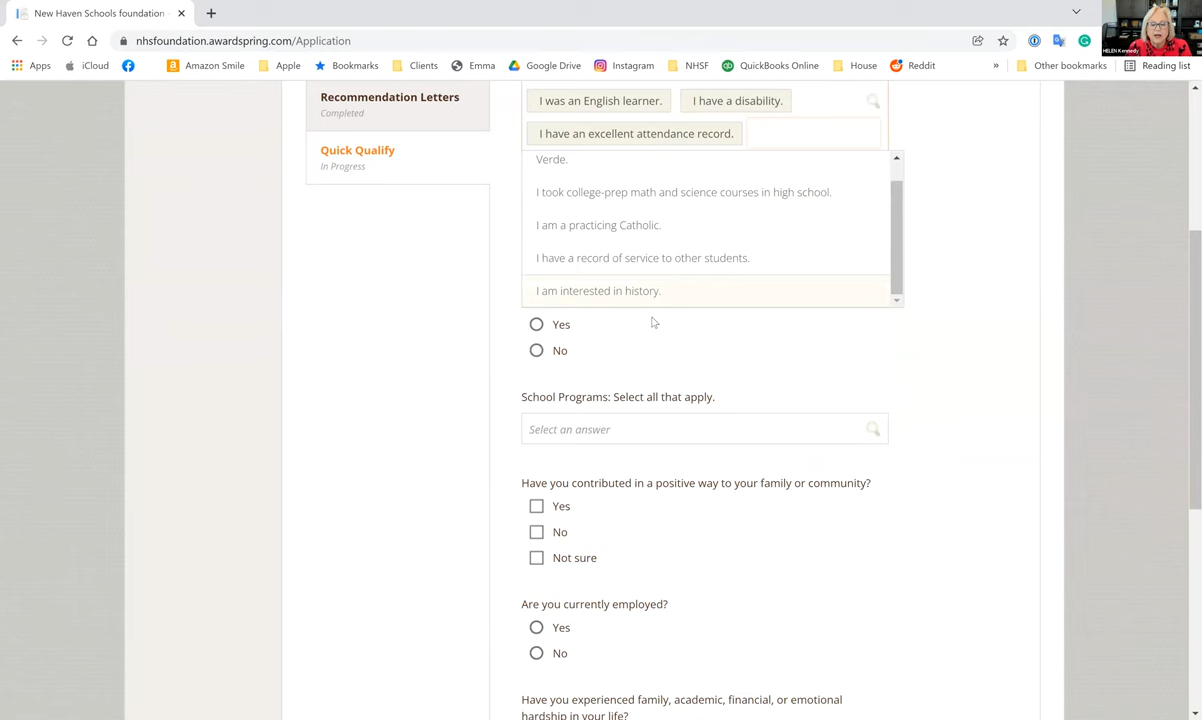 New Haven Schools foundation
nhsfoundation.awardspring.com/Application
Apps iCloud Amazon Smile Apple Bookmarks Clients Emma Google Drive Instagram NHSF QuickBooks Online House Reddit » Other bookmarks Reading list
HELEN Kennedy
Recommendation Letters
Completed
Quick Qualify
In Progress
I was an English learner. I have a disability.
I have an excellent attendance record.
Verde.
I took college-prep math and science courses in high school.
I am a practicing Catholic.
I have a record of service to other students.
I am interested in history.
Yes
No
School Programs: Select all that apply.
Select an answer
Have you contributed in a positive way to your family or community?
Yes
No
Not sure
Are you currently employed?
Yes
No
Have you experienced family, academic, financial, or emotional
hardship in your life?